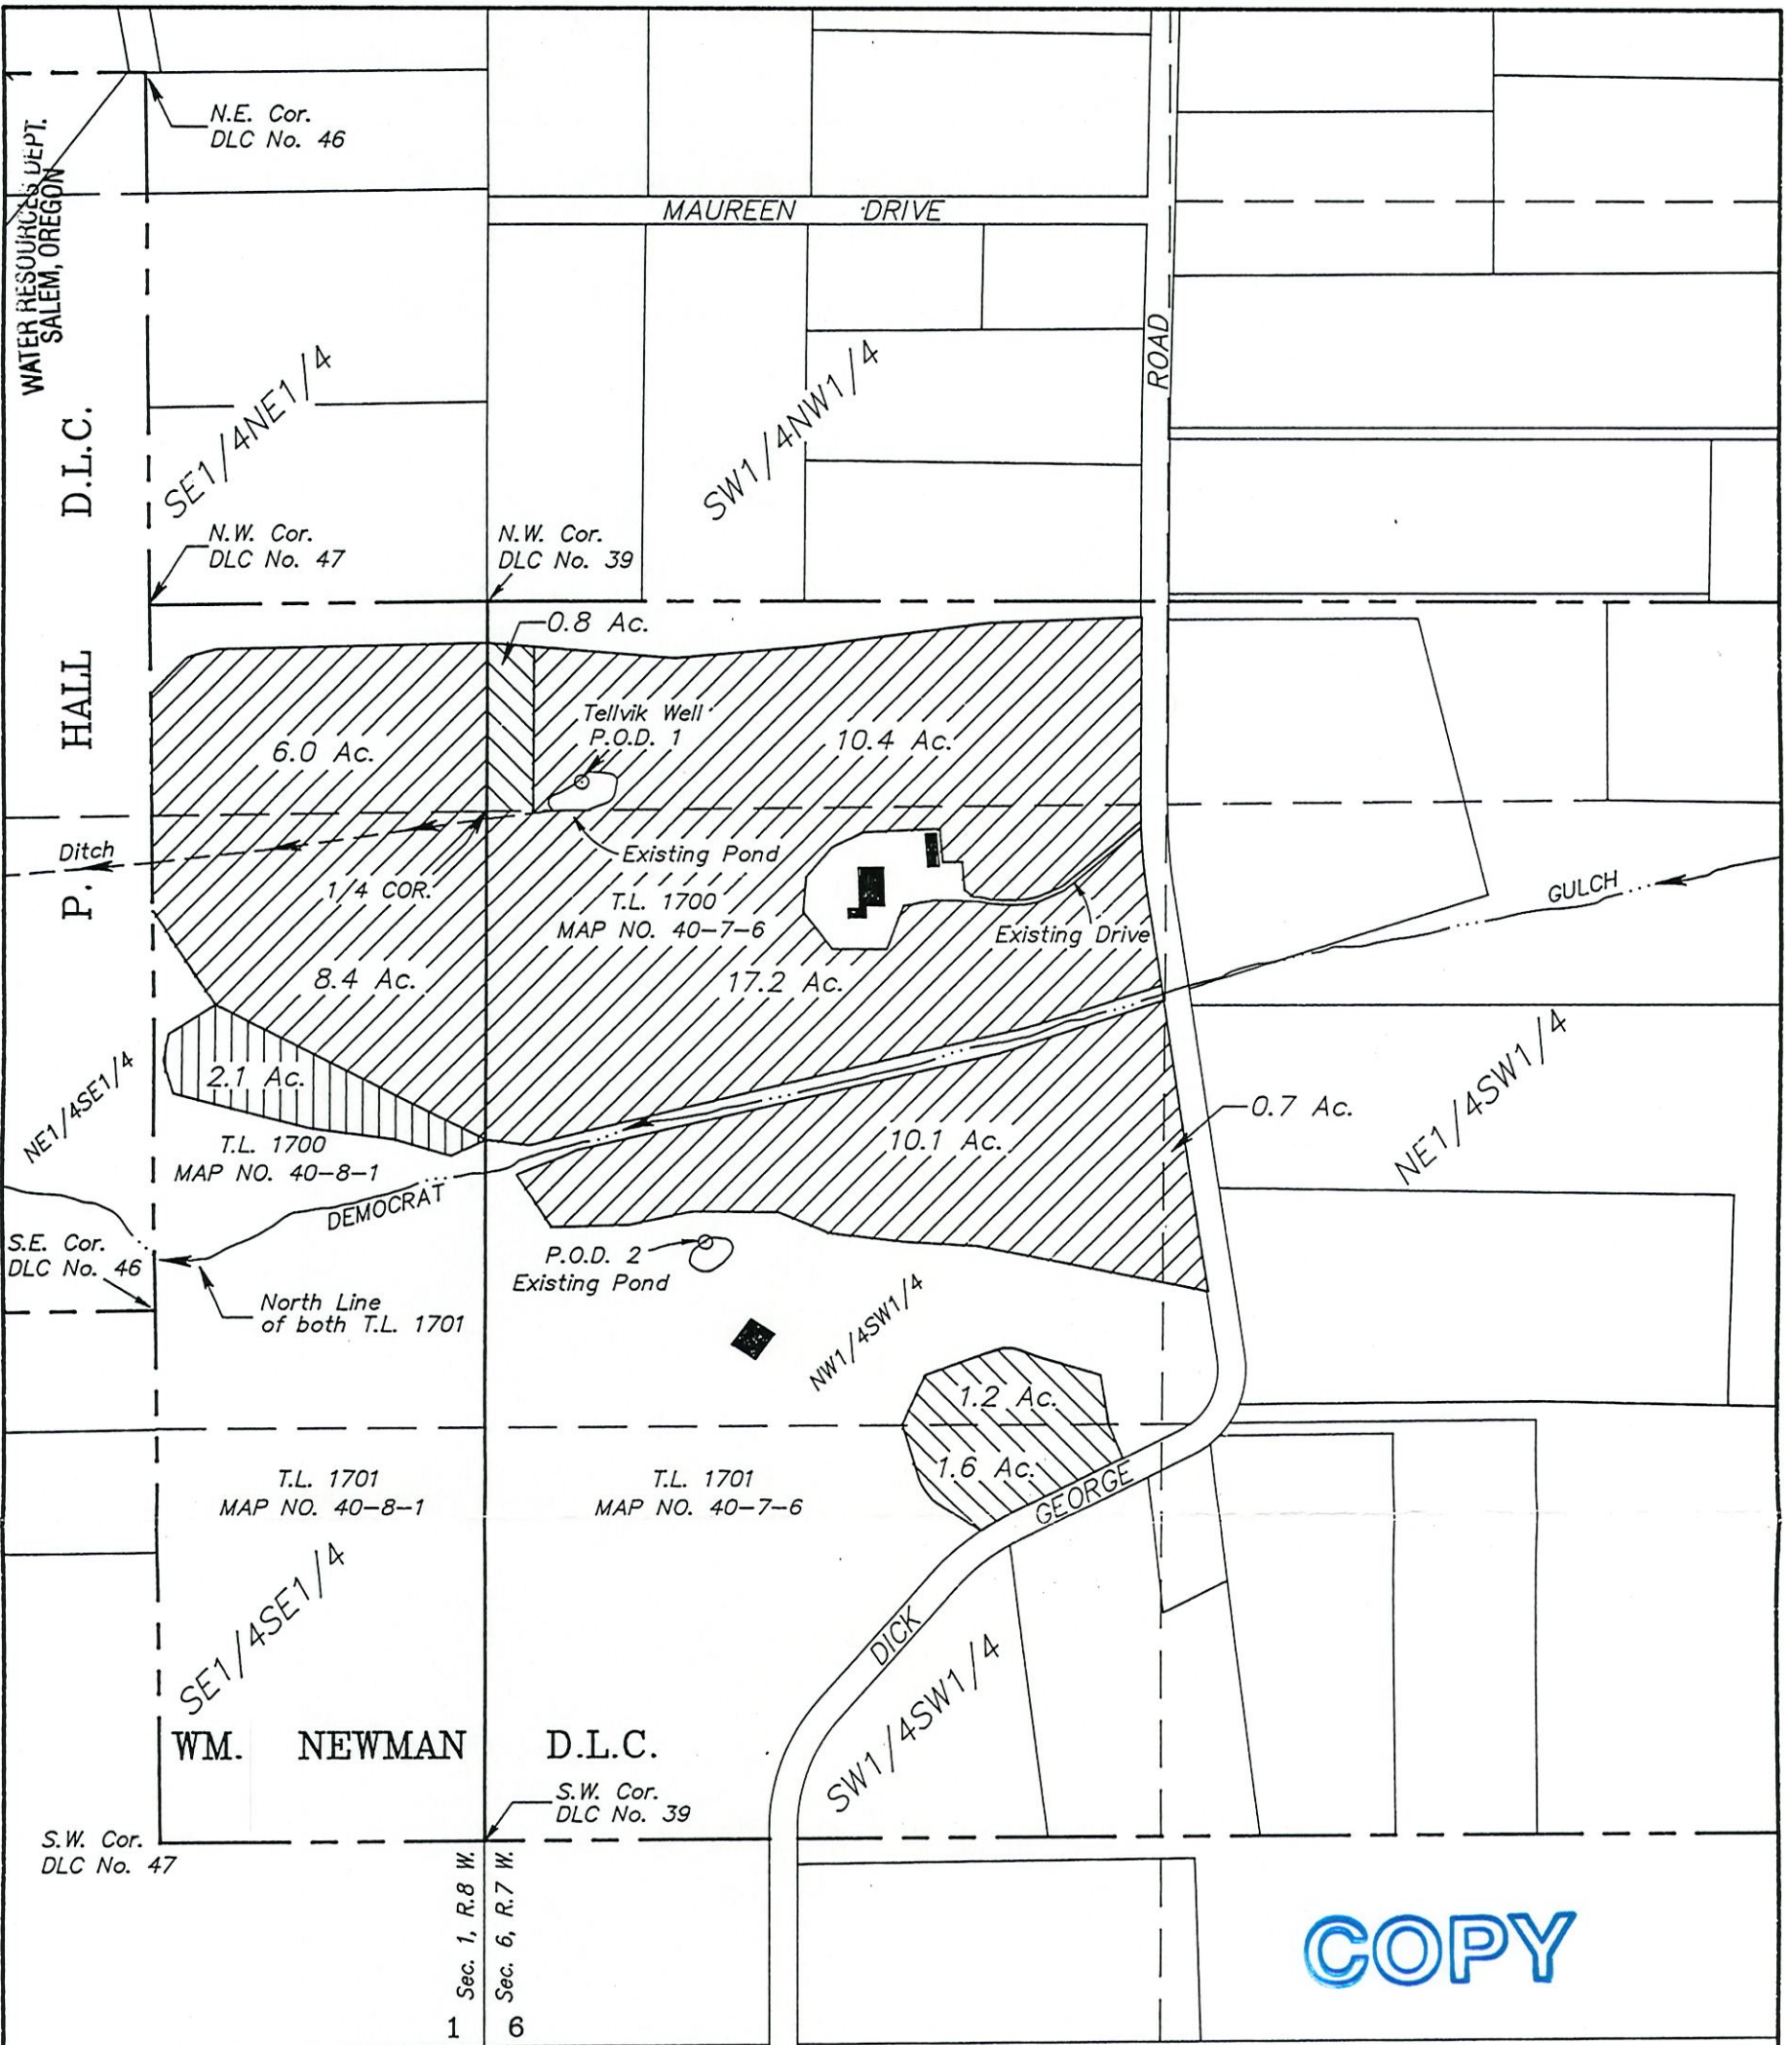 N.E. Cor.
DLC No. 46
WATER RESOURCES DEPT.
SALEM, OREGON
MAUREEN DRIVE
ROAD
SE1/4NE1/4
SW1/4NW1/4
P. HALL D.L.C.
N.W. Cor.
DLC No. 47
N.W. Cor.
DLC No. 39
0.8 Ac.
6.0 Ac.
Tellvik Well
P.O.D. 1
10.4 Ac.
Ditch
Existing Pond
1/4 COR.
T.L. 1700
MAP NO. 40-7-6
Existing Drive
GULCH
8.4 Ac.
17.2 Ac.
NE1/4SE1/4
2.1 Ac.
NE1/4SW1/4
0.7 Ac.
10.1 Ac.
T.L. 1700
MAP NO. 40-8-1
DEMOCRAT
S.E. Cor.
DLC No. 46
P.O.D. 2
Existing Pond
North Line
of both T.L. 1701
NW1/4SW1/4
1.2 Ac.
1.6 Ac.
T.L. 1701
MAP NO. 40-8-1
T.L. 1701
MAP NO. 40-7-6
GEORGE
DICK
SE1/4SE1/4
SW1/4SW1/4
WM. NEWMAN D.L.C.
S.W. Cor.
DLC No. 39
S.W. Cor.
DLC No. 47
Sec. 1, R.8 W.
Sec. 6, R.7 W.
1 6
COPY